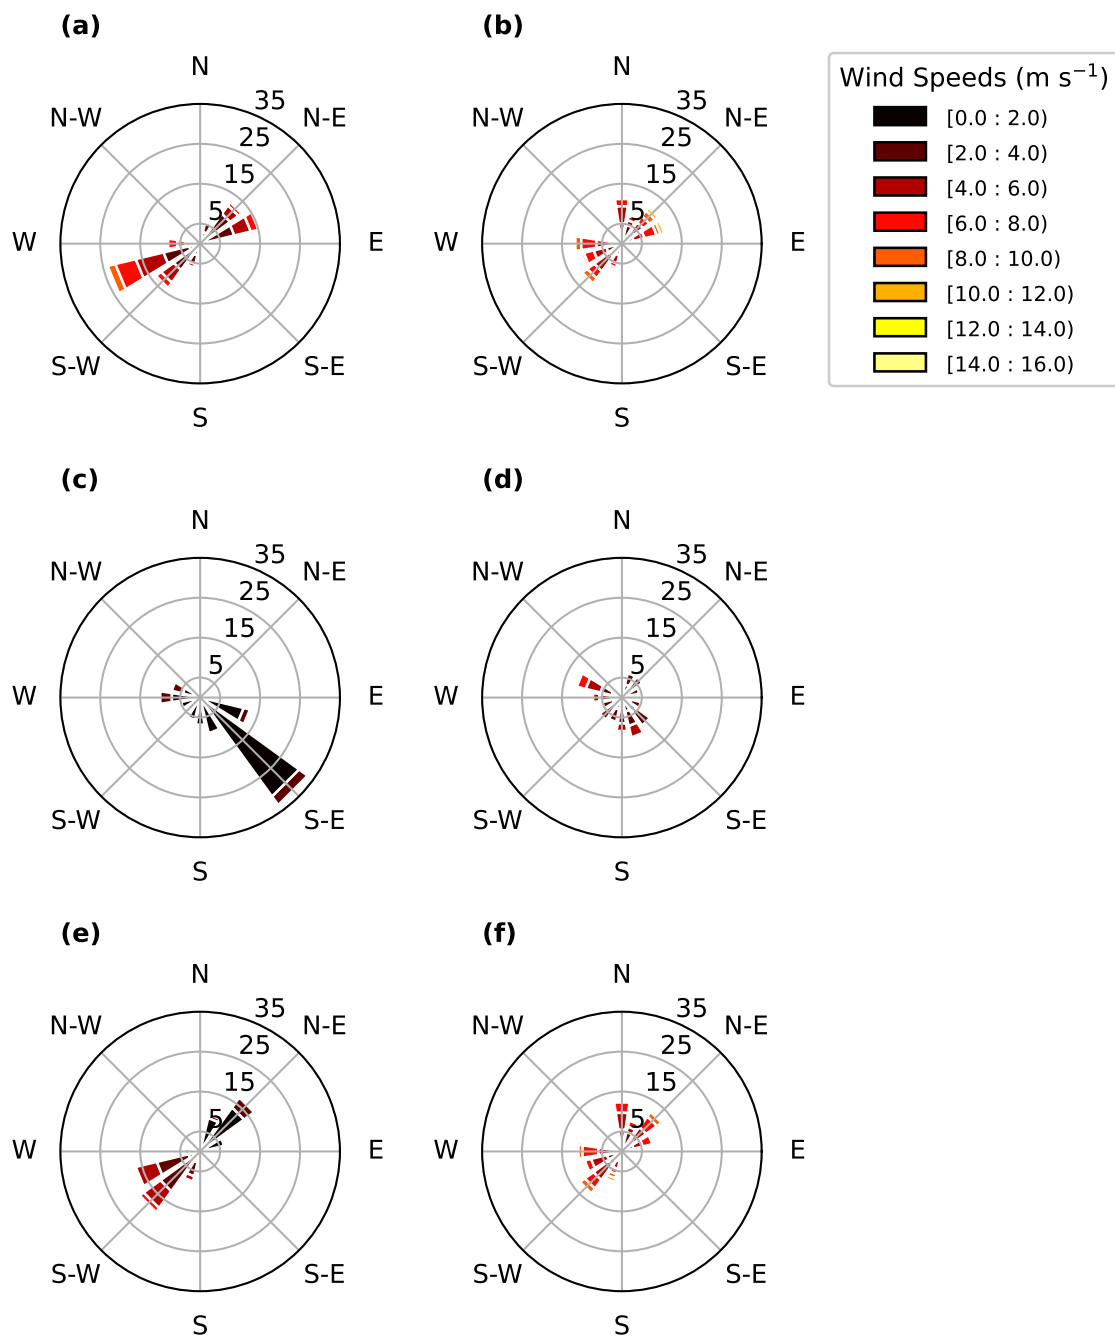 (a)
N
N-W
N-E
35
25
15
5
W
E
S-W
S-E
S
(b)
N
N-W
N-E
35
25
15
5
W
E
S-W
S-E
S
Wind Speeds (m s⁻¹)
[0.0 : 2.0)
[2.0 : 4.0)
[4.0 : 6.0)
[6.0 : 8.0)
[8.0 : 10.0)
[10.0 : 12.0)
[12.0 : 14.0)
[14.0 : 16.0)
(c)
N
N-W
N-E
35
25
15
5
W
E
S-W
S-E
S
(d)
N
N-W
N-E
35
25
15
5
W
E
S-W
S-E
S
(e)
N
N-W
N-E
35
25
15
5
W
E
S-W
S-E
S
(f)
N
N-W
N-E
35
25
15
5
W
E
S-W
S-E
S